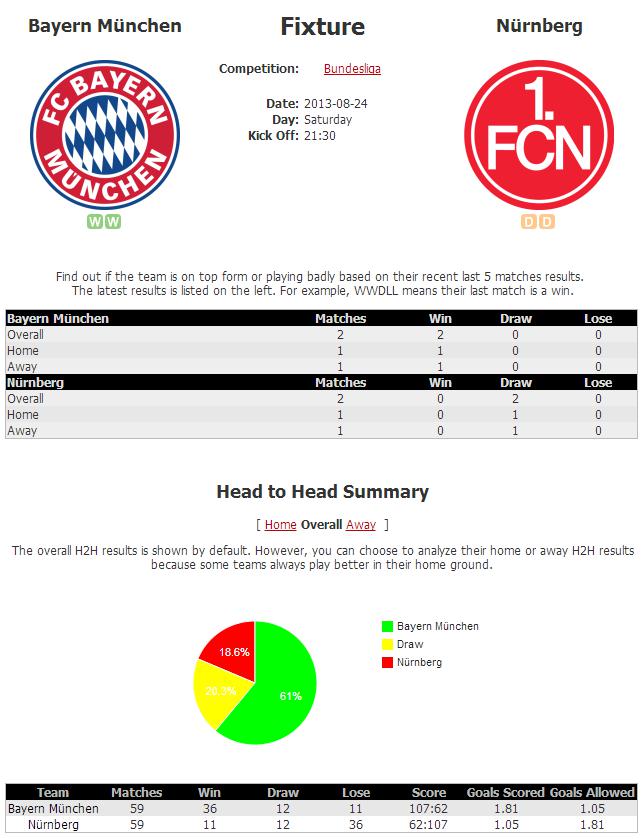 Bayern München
Fixture
Nürnberg
Competition: Bundesliga
Date: 2013-08-24
Day: Saturday
Kick Off: 21:30
FC BAYERN
MÜNCHEN
1.
FCN
W W
D D
Find out if the team is on top form or playing badly based on their recent last 5 matches results.
The latest results is listed on the left. For example, WWDLL means their last match is a win.
Bayern München Matches Win Draw Lose
Overall 2 2 0 0
Home 1 1 0 0
Away 1 1 0 0
Nürnberg Matches Win Draw Lose
Overall 2 0 2 0
Home 1 0 1 0
Away 1 0 1 0
Head to Head Summary
[ Home Overall Away ]
The overall H2H results is shown by default. However, you can choose to analyze their home or away H2H results
because some teams always play better in their home ground.
Bayern München
Draw
Nürnberg
18.6%
20.3%
61%
Team Matches Win Draw Lose Score Goals Scored Goals Allowed
Bayern München 59 36 12 11 107:62 1.81 1.05
Nürnberg 59 11 12 36 62:107 1.05 1.81